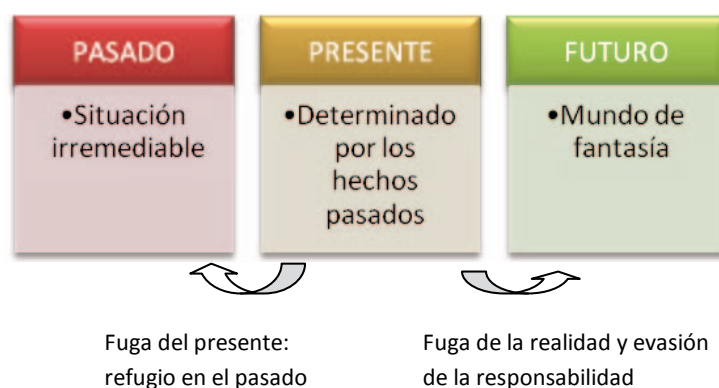 PASADO
•Situación
irremediable
PRESENTE
•Determinado
por los
hechos
pasados
FUTURO
•Mundo de
fantasía
Fuga del presente:
refugio en el pasado
Fuga de la realidad y evasión
de la responsabilidad